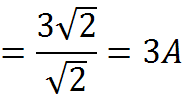 = 3√2 / √2 = 3A